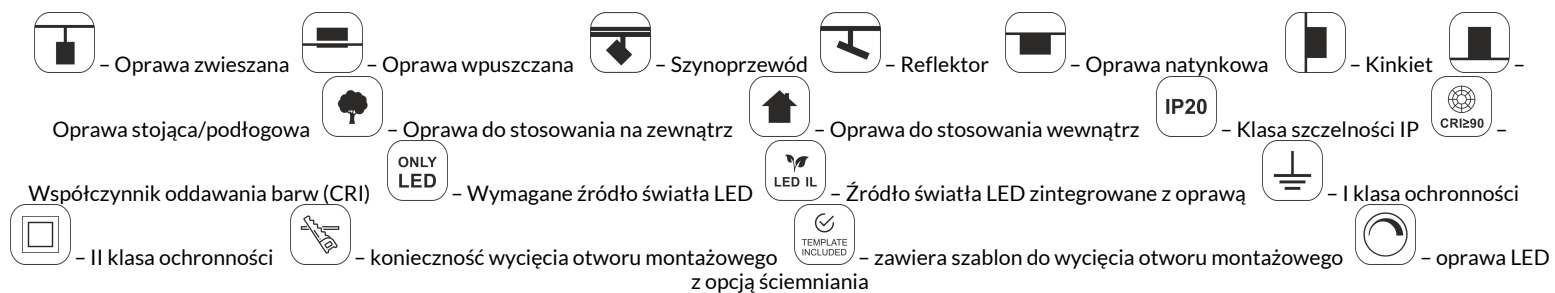 – Oprawa zwieszana – Oprawa wpuszczana – Szynoprzewód – Reflektor – Oprawa natynkowa – Kinkiet –
Oprawa stojąca/podłogowa – Oprawa do stosowania na zewnątrz – Oprawa do stosowania wewnątrz IP20 – Klasa szczelności IP CRI≥90 –
Współczynnik oddawania barw (CRI) ONLY LED – Wymagane źródło światła LED LED IL – Źródło światła LED zintegrowane z oprawą – I klasa ochronności
– II klasa ochronności – konieczność wycięcia otworu montażowego TEMPLATE INCLUDED – zawiera szablon do wycięcia otworu montażowego – oprawa LED
z opcją ściemniania